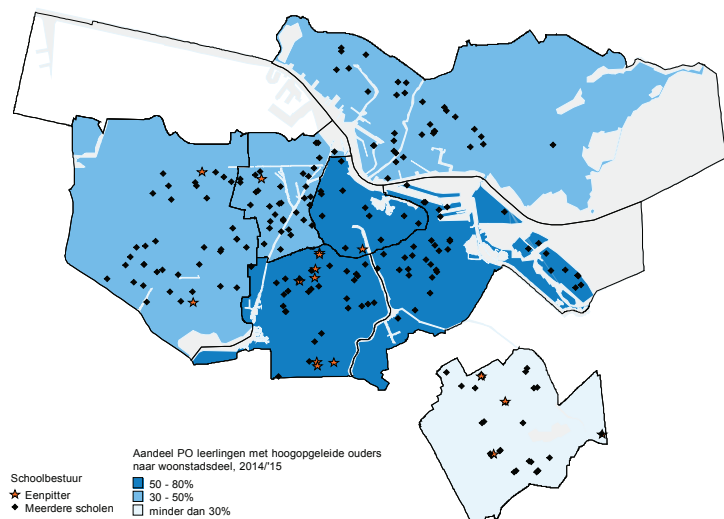 Aandeel PO leerlingen met hoogopgeleide ouders
naar woonstadsdeel, 2014/'15
50 - 80%
30 - 50%
minder dan 30%
Schoolbestuur
Eenpitter
Meerdere scholen